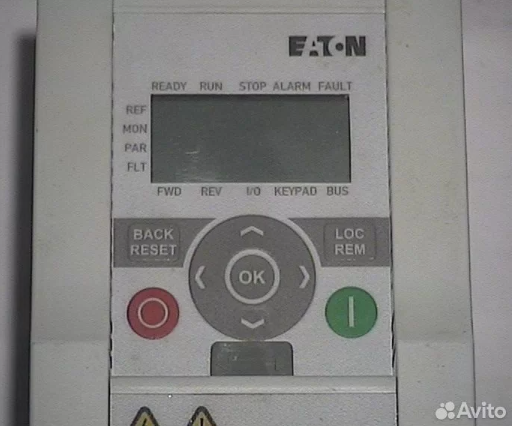 EATON
READY RUN STOP ALARM FAULT
REF
MON
PAR
FLT
FWD REV I/O KEYPAD BUS
BACK
RESET
LOC
REM
OK
Avito